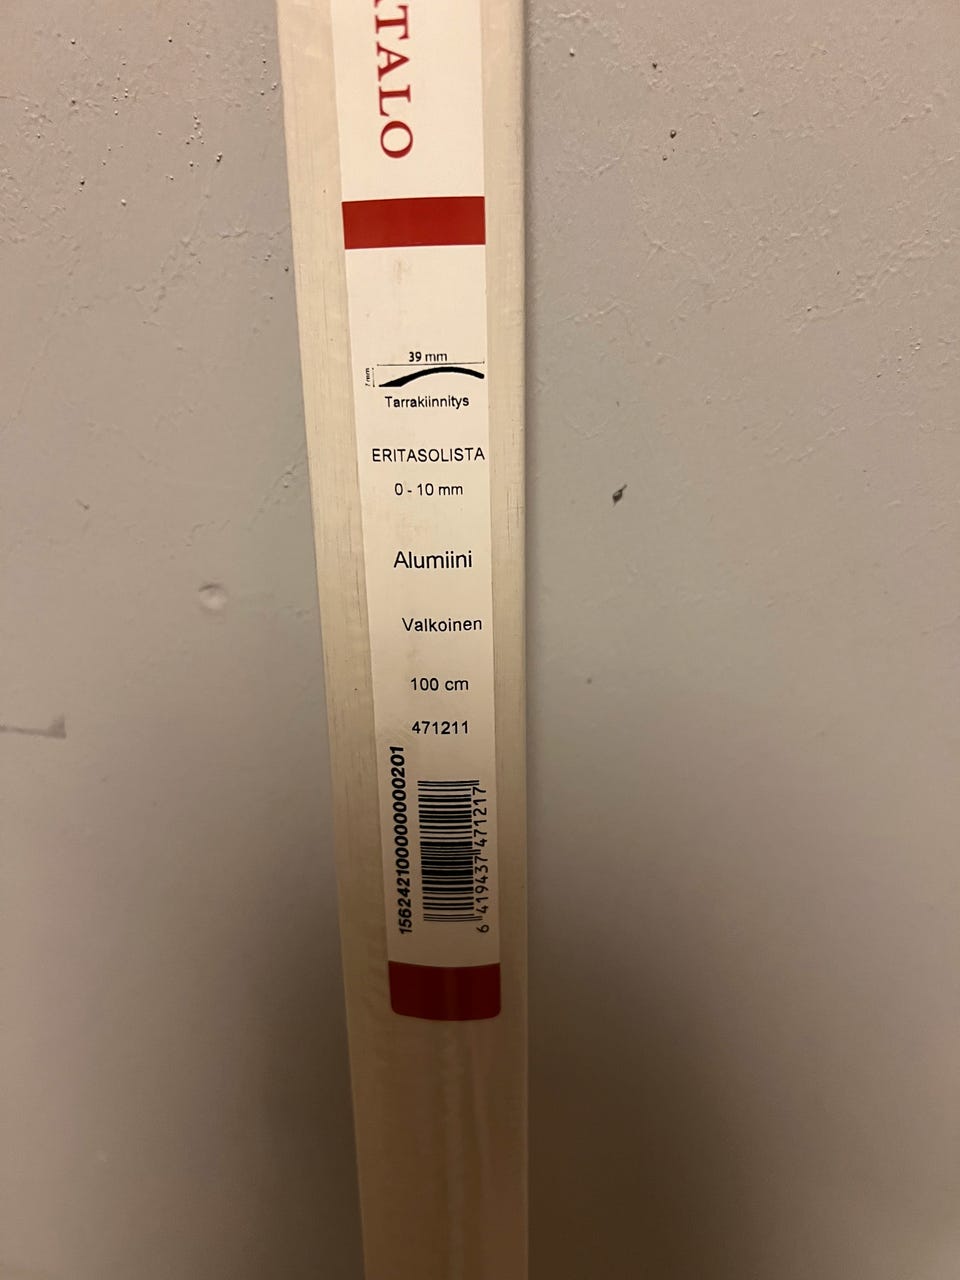 TALO
39 mm
7 mm
Tarrakiinnitys
ERITASOLISTA
0 - 10 mm
Alumiini
Valkoinen
100 cm
471211
1562421000000000201
6 419437 471217